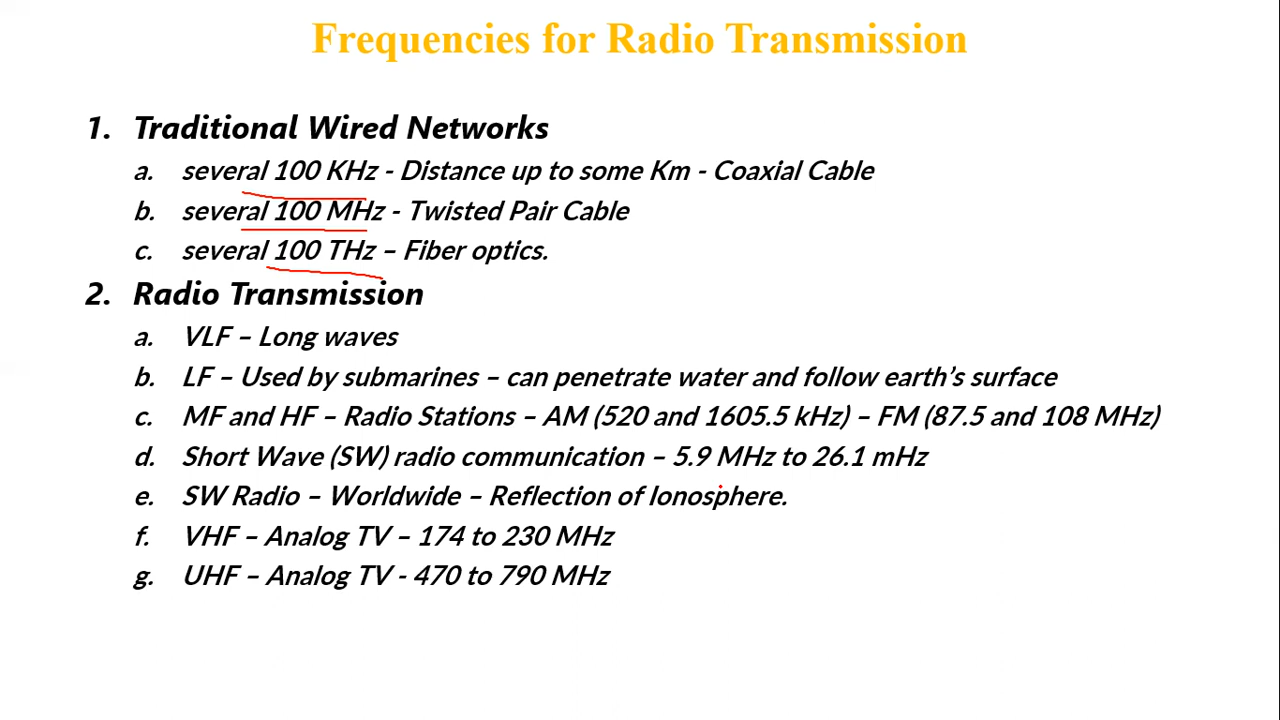 Frequencies for Radio Transmission
1. Traditional Wired Networks
a. several 100 KHz - Distance up to some Km - Coaxial Cable
b. several 100 MHz - Twisted Pair Cable
c. several 100 THz – Fiber optics.
2. Radio Transmission
a. VLF – Long waves
b. LF – Used by submarines – can penetrate water and follow earth's surface
c. MF and HF – Radio Stations – AM (520 and 1605.5 kHz) – FM (87.5 and 108 MHz)
d. Short Wave (SW) radio communication – 5.9 MHz to 26.1 mHz
e. SW Radio – Worldwide – Reflection of Ionosphere.
f. VHF – Analog TV – 174 to 230 MHz
g. UHF – Analog TV - 470 to 790 MHz